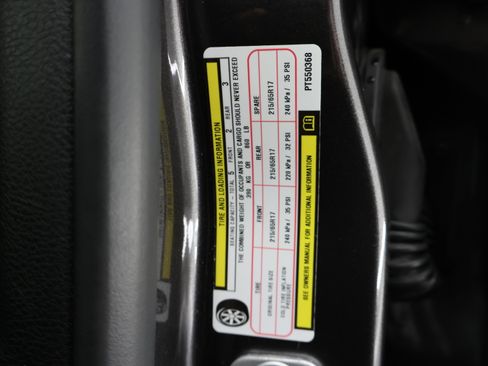 TIRE AND LOADING INFORMATION
SEATING CAPACITY - TOTAL 5 FRONT 2 REAR 3
THE COMBINED WEIGHT OF OCCUPANTS AND CARGO SHOULD NEVER EXCEED
390 KG OR 860 LB
TIRE FRONT REAR SPARE
ORIGINAL TIRE SIZE 215/65R17 215/65R17 215/65R17
COLD TIRE INFLATION PRESSURE 240 kPa / 35 PSI 220 kPa / 32 PSI 240 kPa / 35 PSI
SEE OWNERS MANUAL FOR ADDITIONAL INFORMATION
PT550368